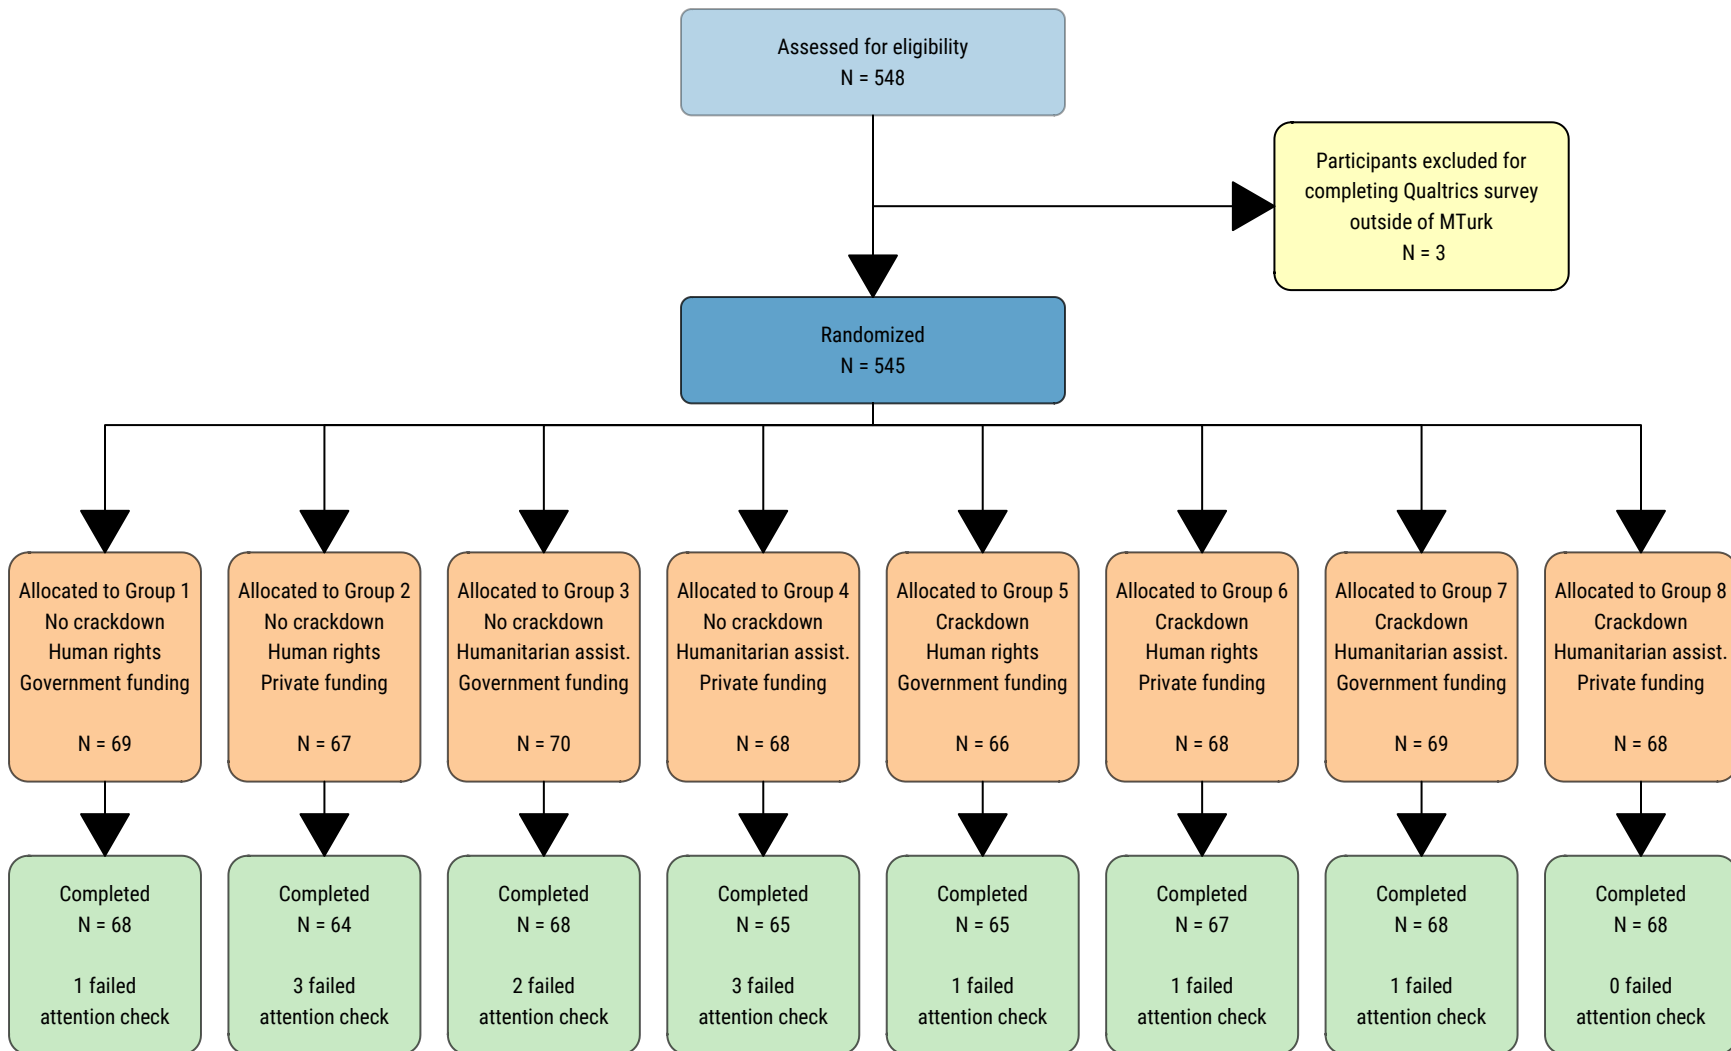 Assessed for eligibility
N = 548
Participants excluded for
completing Qualtrics survey
outside of MTurk
N = 3
Randomized
N = 545
Allocated to Group 1
No crackdown
Human rights
Government funding
N = 69
Allocated to Group 2
No crackdown
Human rights
Private funding
N = 67
Allocated to Group 3
No crackdown
Humanitarian assist.
Government funding
N = 70
Allocated to Group 4
No crackdown
Humanitarian assist.
Private funding
N = 68
Allocated to Group 5
Crackdown
Human rights
Government funding
N = 66
Allocated to Group 6
Crackdown
Human rights
Private funding
N = 68
Allocated to Group 7
Crackdown
Humanitarian assist.
Government funding
N = 69
Allocated to Group 8
Crackdown
Humanitarian assist.
Private funding
N = 68
Completed
N = 68
1 failed
attention check
Completed
N = 64
3 failed
attention check
Completed
N = 68
2 failed
attention check
Completed
N = 65
3 failed
attention check
Completed
N = 65
1 failed
attention check
Completed
N = 67
1 failed
attention check
Completed
N = 68
1 failed
attention check
Completed
N = 68
0 failed
attention check